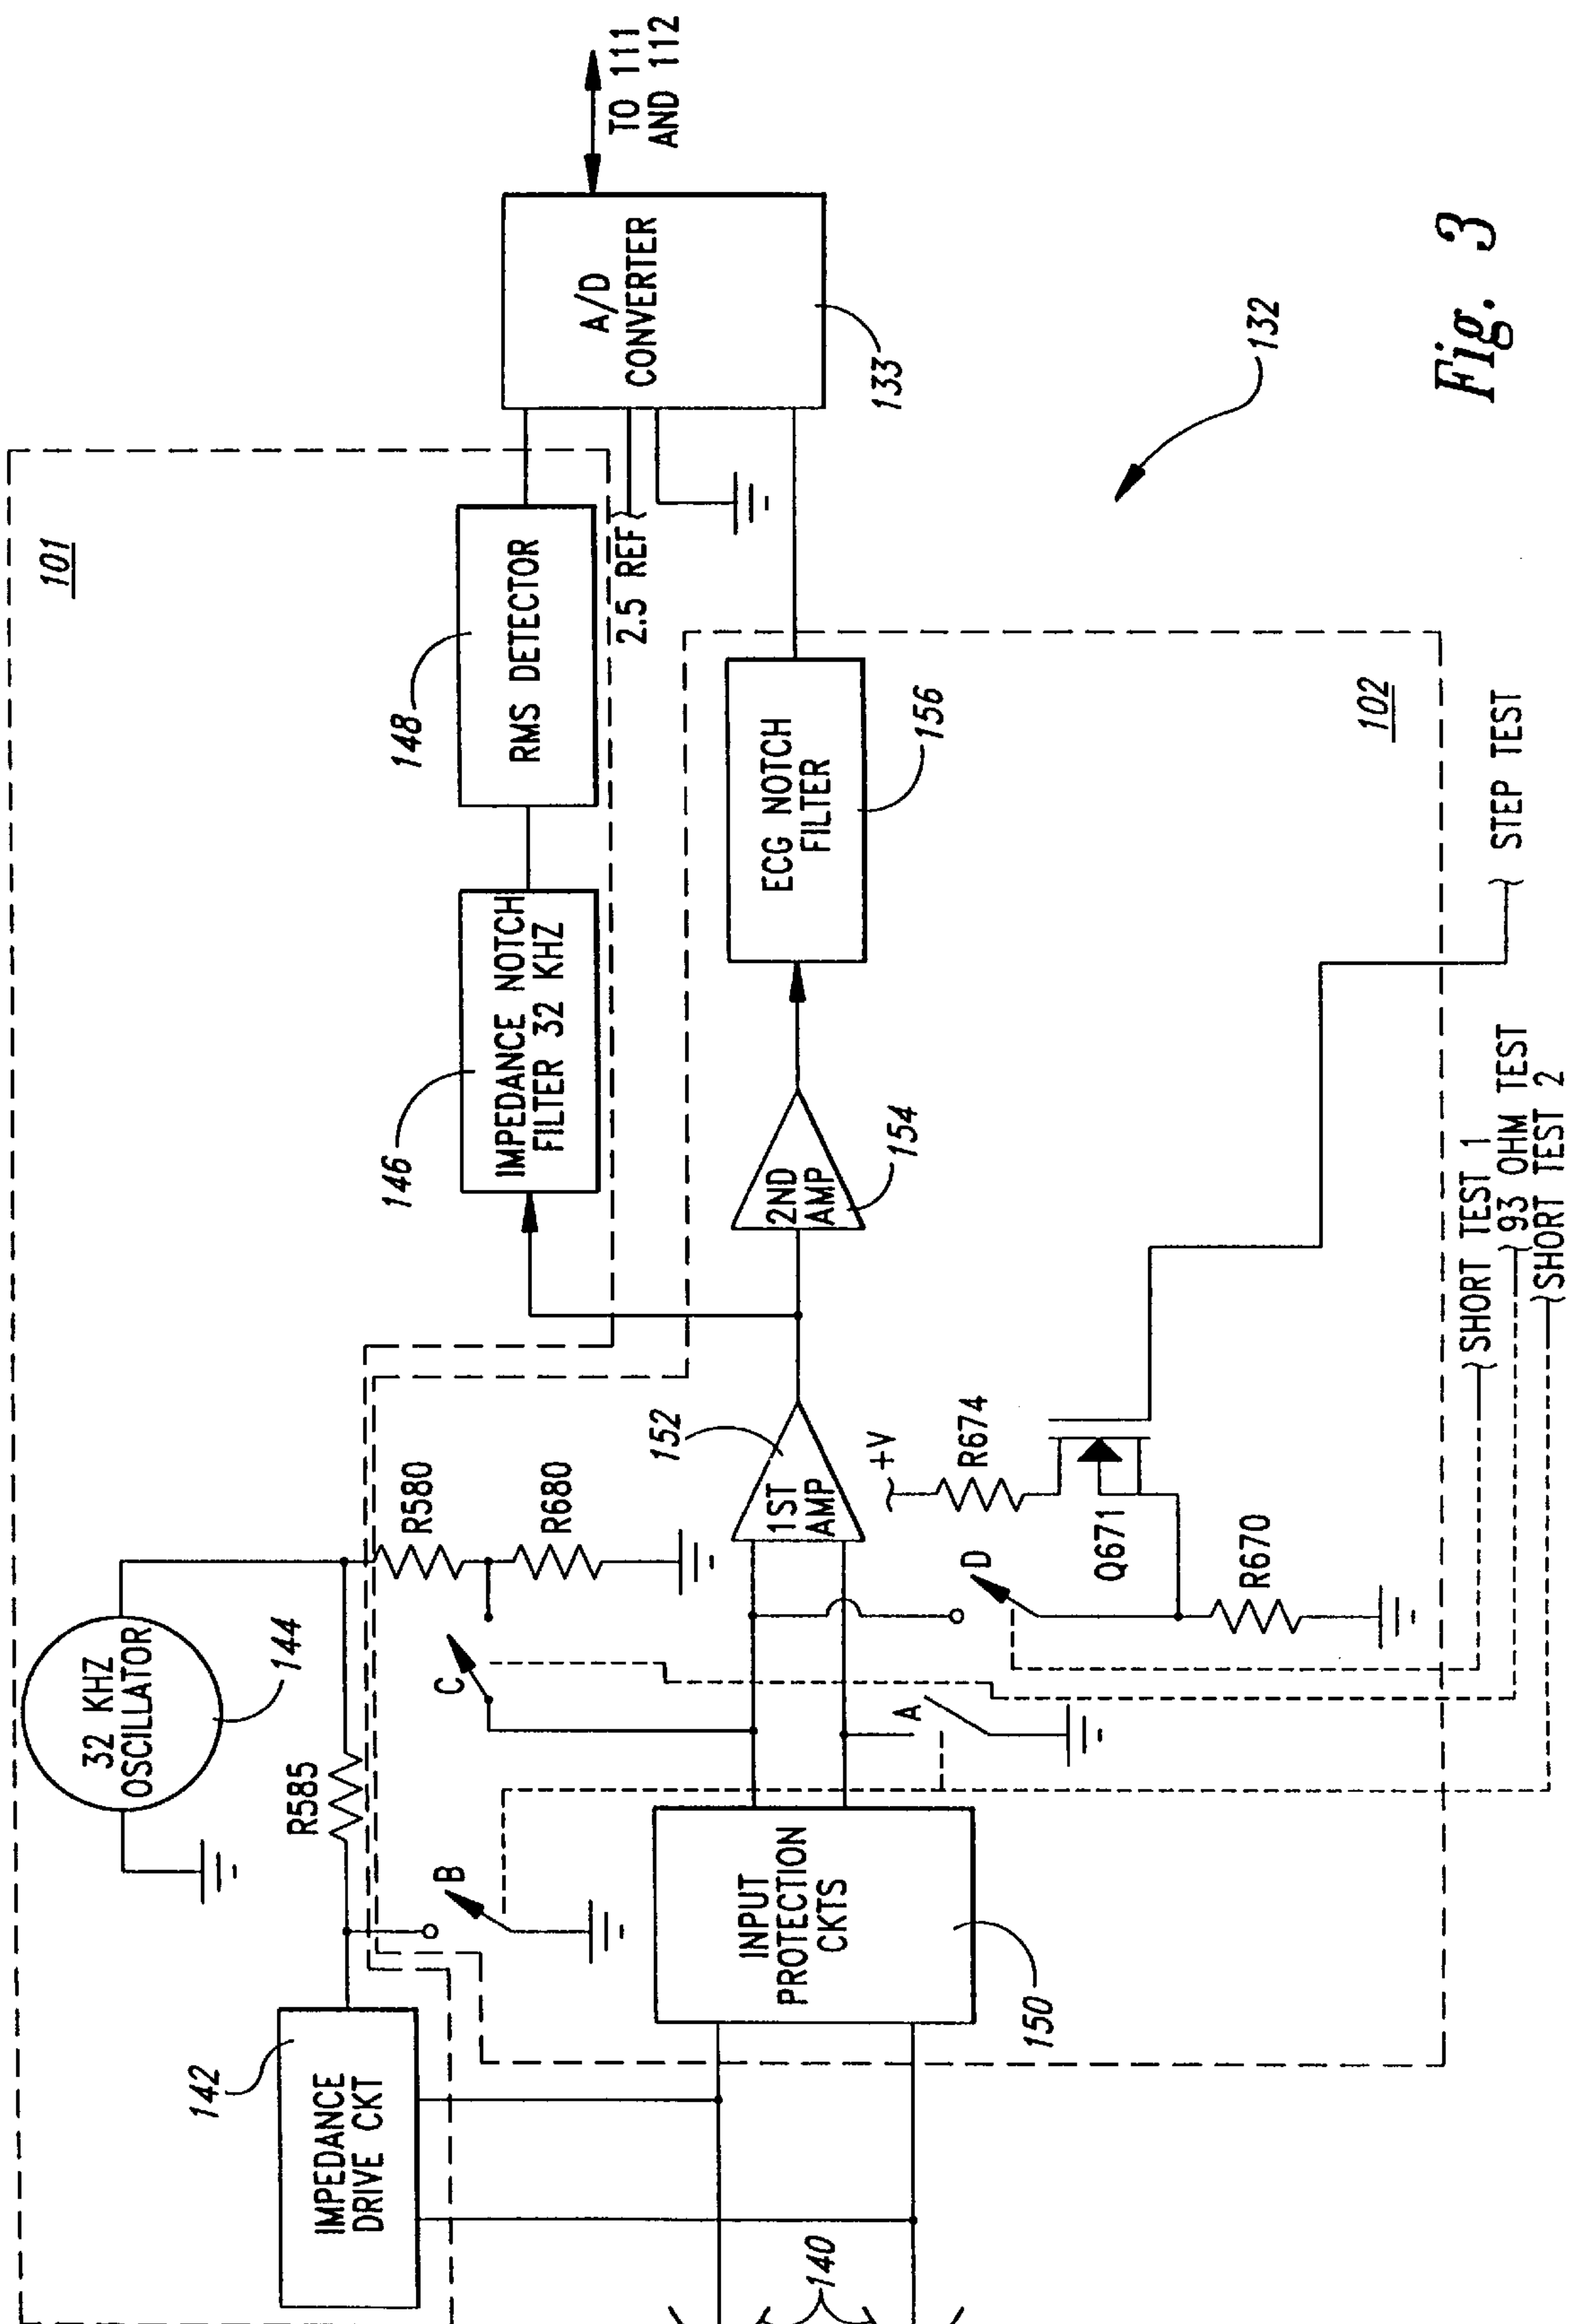 101
32 KHZ
OSCILLATOR
144
142
IMPEDANCE
DRIVE CKT
R585
B
C
R580
R680
146
IMPEDANCE NOTCH
FILTER 32 KHZ
148
RMS DETECTOR
2.5 REF
A/D
CONVERTER
133
TO 111
AND 112
140
INPUT
PROTECTION
CKTS
150
A
152
1ST
AMP
2ND
AMP
154
ECG NOTCH
FILTER
156
D
+V
R674
Q671
R670
102
132
SHORT TEST 1
93 OHM TEST
SHORT TEST 2
STEP TEST
Fig. 3